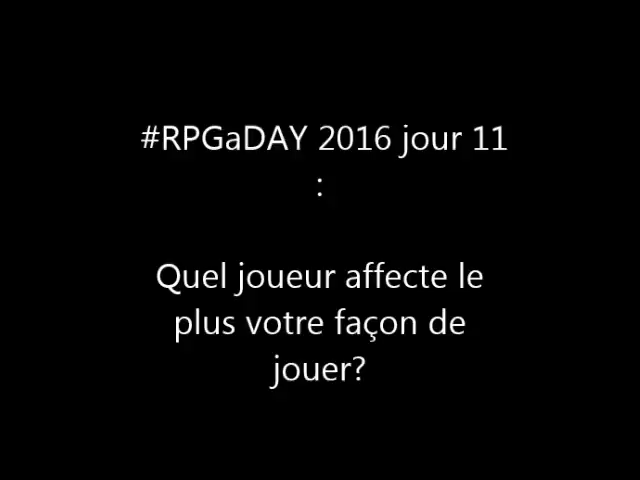 #RPGaDAY 2016 jour 11
:
Quel joueur affecte le
plus votre façon de
jouer?